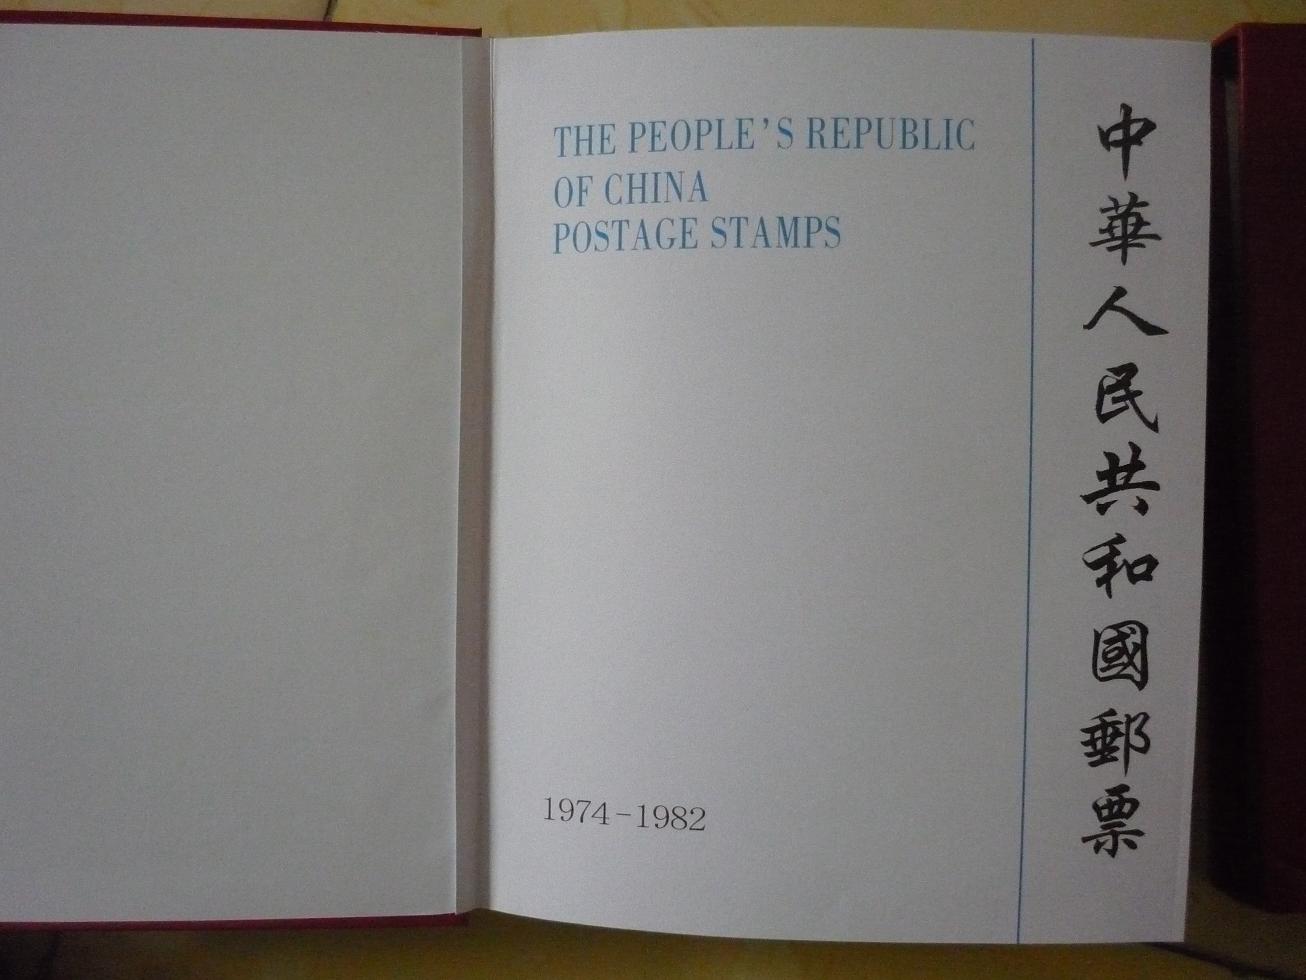 THE PEOPLE'S REPUBLIC
OF CHINA
POSTAGE STAMPS
1974-1982
中華人民共和國郵票